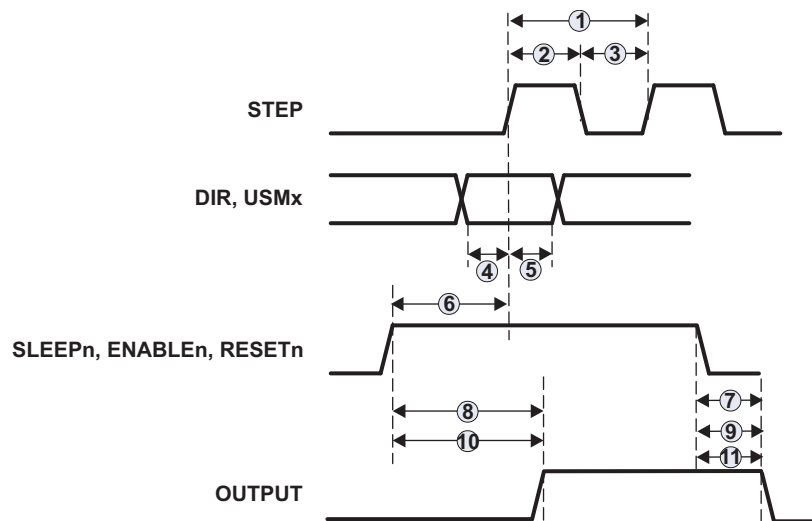 1
2 3
STEP
DIR, USMx
4 5
6
SLEEPn, ENABLEn, RESETn
7
8
9
10
11
OUTPUT